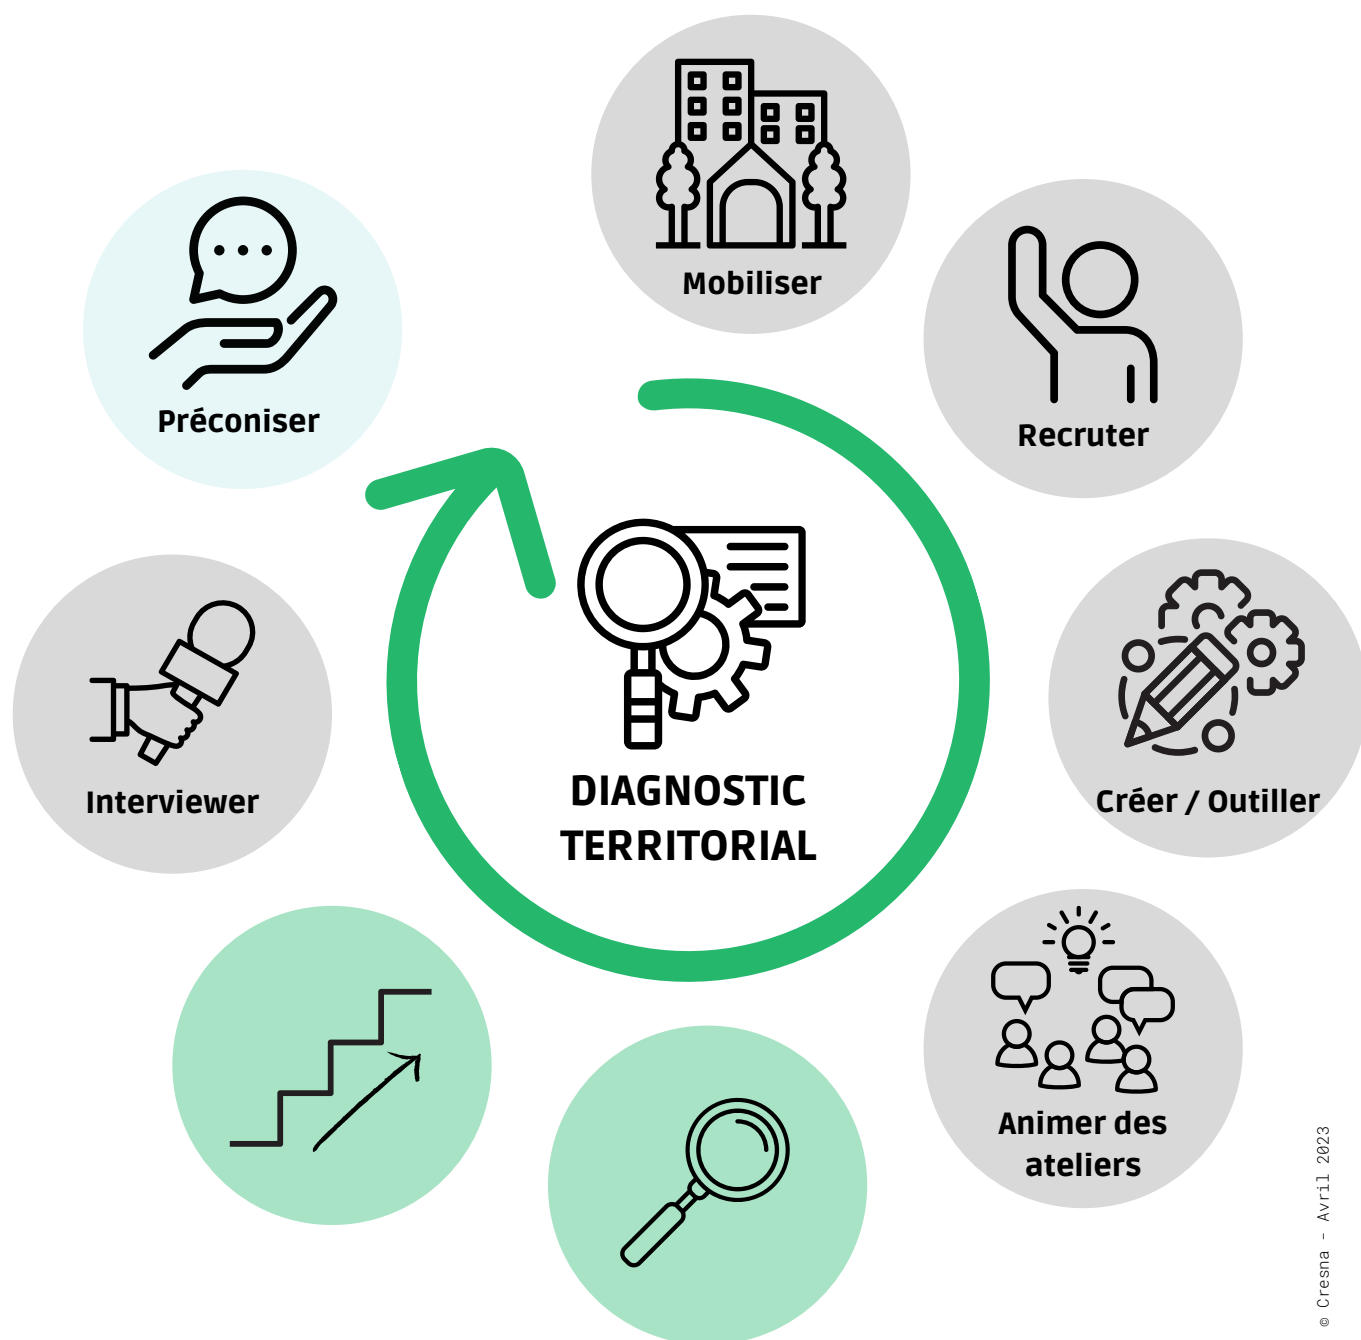 Mobiliser
Préconiser
Recruter
Interviewer
DIAGNOSTIC
TERRITORIAL
Créer / Outiller
Animer des
ateliers
© Cresna - Avril 2023